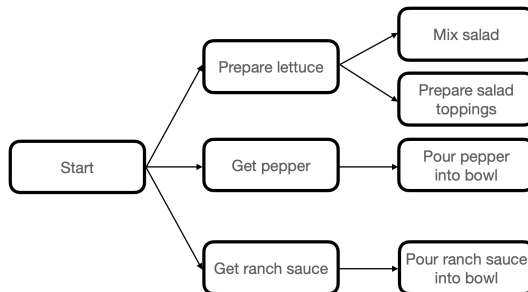 Mix salad
Prepare lettuce
Prepare salad
toppings
Start
Get pepper
Pour pepper
into bowl
Get ranch sauce
Pour ranch sauce
into bowl